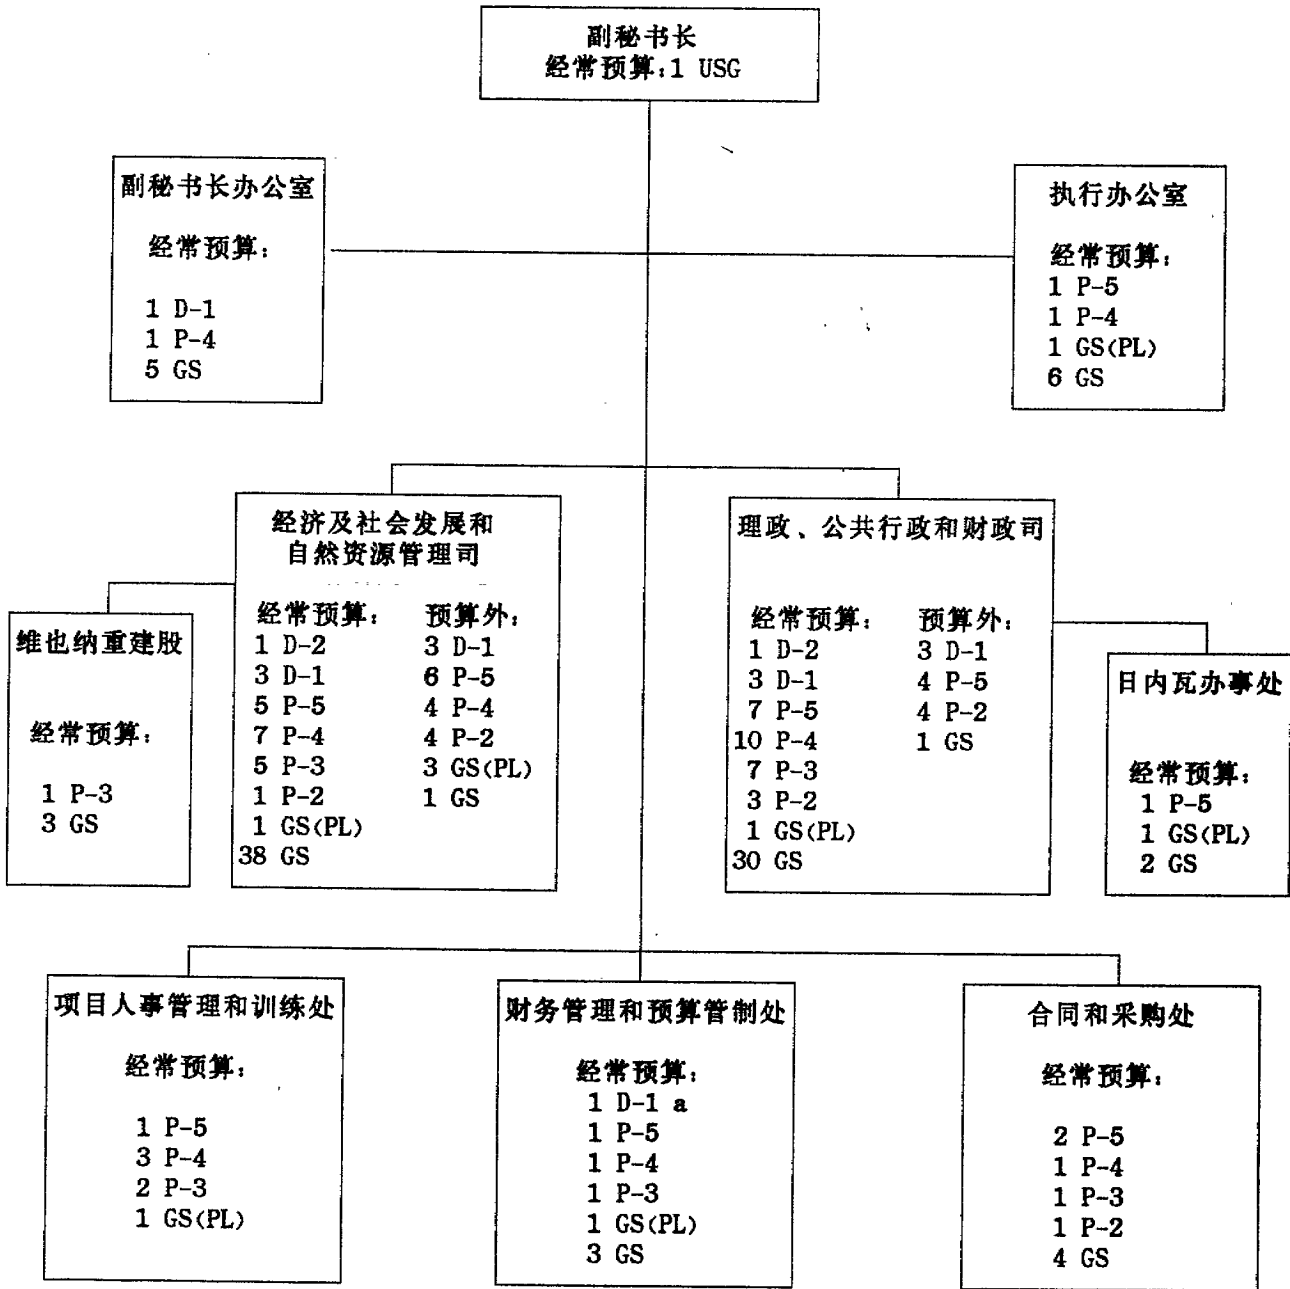 副秘书长
经常预算:1 USG
副秘书长办公室
经常预算:
1 D-1
1 P-4
5 GS
执行办公室
经常预算:
1 P-5
1 P-4
1 GS(PL)
6 GS
经济及社会发展和
自然资源管理司
经常预算: 预算外:
1 D-2 3 D-1
3 D-1 6 P-5
5 P-5 4 P-4
7 P-4 4 P-2
5 P-3 3 GS(PL)
1 P-2 1 GS
1 GS(PL)
38 GS
理政、公共行政和财政司
经常预算: 预算外:
1 D-2 3 D-1
3 D-1 4 P-5
7 P-5 4 P-2
10 P-4 1 GS
7 P-3
3 P-2
1 GS(PL)
30 GS
维也纳重建股
经常预算:
1 P-3
3 GS
日内瓦办事处
经常预算:
1 P-5
1 GS(PL)
2 GS
项目人事管理和训练处
经常预算:
1 P-5
3 P-4
2 P-3
1 GS(PL)
财务管理和预算管制处
经常预算:
1 D-1 a
1 P-5
1 P-4
1 P-3
1 GS(PL)
3 GS
合同和采购处
经常预算:
2 P-5
1 P-4
1 P-3
1 P-2
4 GS